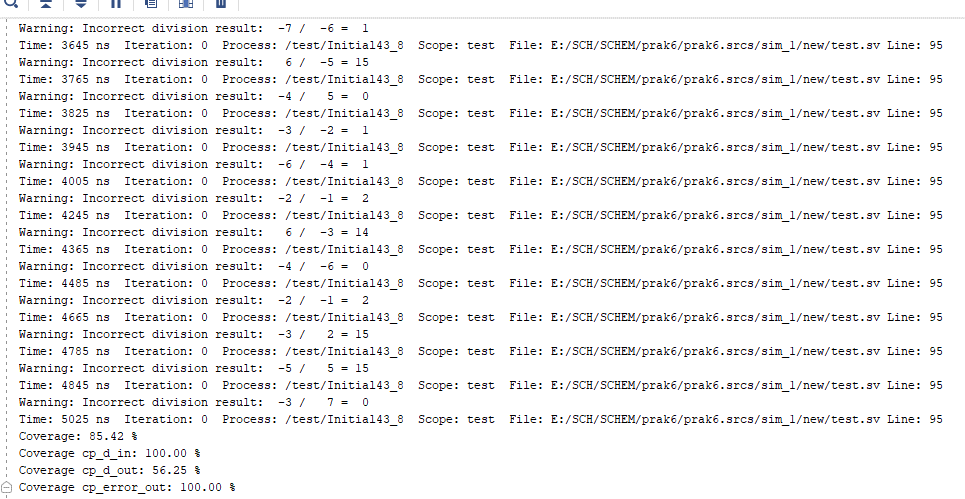 Warning: Incorrect division result:  -7 /  -6 =  1
Time: 3645 ns  Iteration: 0  Process: /test/Initial43_8  Scope: test  File: E:/SCH/SCHEM/prak6/prak6.srcs/sim_1/new/test.sv Line: 95
Warning: Incorrect division result:   6 /  -5 = 15
Time: 3765 ns  Iteration: 0  Process: /test/Initial43_8  Scope: test  File: E:/SCH/SCHEM/prak6/prak6.srcs/sim_1/new/test.sv Line: 95
Warning: Incorrect division result:  -4 /   5 =  0
Time: 3825 ns  Iteration: 0  Process: /test/Initial43_8  Scope: test  File: E:/SCH/SCHEM/prak6/prak6.srcs/sim_1/new/test.sv Line: 95
Warning: Incorrect division result:  -3 /  -2 =  1
Time: 3945 ns  Iteration: 0  Process: /test/Initial43_8  Scope: test  File: E:/SCH/SCHEM/prak6/prak6.srcs/sim_1/new/test.sv Line: 95
Warning: Incorrect division result:  -6 /  -4 =  1
Time: 4005 ns  Iteration: 0  Process: /test/Initial43_8  Scope: test  File: E:/SCH/SCHEM/prak6/prak6.srcs/sim_1/new/test.sv Line: 95
Warning: Incorrect division result:  -2 /  -1 =  2
Time: 4245 ns  Iteration: 0  Process: /test/Initial43_8  Scope: test  File: E:/SCH/SCHEM/prak6/prak6.srcs/sim_1/new/test.sv Line: 95
Warning: Incorrect division result:   6 /  -3 = 14
Time: 4365 ns  Iteration: 0  Process: /test/Initial43_8  Scope: test  File: E:/SCH/SCHEM/prak6/prak6.srcs/sim_1/new/test.sv Line: 95
Warning: Incorrect division result:  -4 /  -6 =  0
Time: 4485 ns  Iteration: 0  Process: /test/Initial43_8  Scope: test  File: E:/SCH/SCHEM/prak6/prak6.srcs/sim_1/new/test.sv Line: 95
Warning: Incorrect division result:  -2 /  -1 =  2
Time: 4665 ns  Iteration: 0  Process: /test/Initial43_8  Scope: test  File: E:/SCH/SCHEM/prak6/prak6.srcs/sim_1/new/test.sv Line: 95
Warning: Incorrect division result:  -3 /   2 = 15
Time: 4785 ns  Iteration: 0  Process: /test/Initial43_8  Scope: test  File: E:/SCH/SCHEM/prak6/prak6.srcs/sim_1/new/test.sv Line: 95
Warning: Incorrect division result:  -5 /   5 = 15
Time: 4845 ns  Iteration: 0  Process: /test/Initial43_8  Scope: test  File: E:/SCH/SCHEM/prak6/prak6.srcs/sim_1/new/test.sv Line: 95
Warning: Incorrect division result:  -3 /   7 =  0
Time: 5025 ns  Iteration: 0  Process: /test/Initial43_8  Scope: test  File: E:/SCH/SCHEM/prak6/prak6.srcs/sim_1/new/test.sv Line: 95
Coverage: 85.42 %
Coverage cp_d_in: 100.00 %
Coverage cp_d_out: 56.25 %
Coverage cp_error_out: 100.00 %